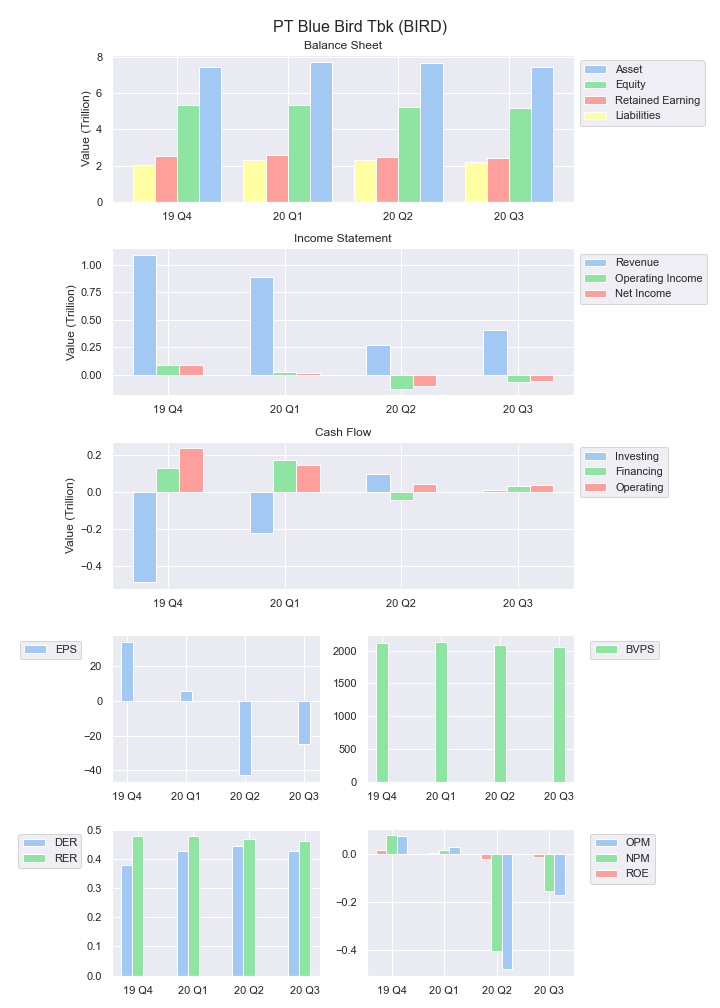 PT Blue Bird Tbk (BIRD)
Balance Sheet
Value (Trillion)
8
6
4
2
0
19 Q4 20 Q1 20 Q2 20 Q3
Asset
Equity
Retained Earning
Liabilities
Income Statement
Value (Trillion)
1.00
0.75
0.50
0.25
0.00
19 Q4 20 Q1 20 Q2 20 Q3
Revenue
Operating Income
Net Income
Cash Flow
Value (Trillion)
0.2
0.0
−0.2
−0.4
19 Q4 20 Q1 20 Q2 20 Q3
Investing
Financing
Operating
EPS
20
0
−20
−40
19 Q4 20 Q1 20 Q2 20 Q3
2000
1500
1000
500
0
19 Q4 20 Q1 20 Q2 20 Q3
BVPS
DER
RER
0.5
0.4
0.3
0.2
0.1
0.0
19 Q4 20 Q1 20 Q2 20 Q3
0.0
−0.2
−0.4
19 Q4 20 Q1 20 Q2 20 Q3
OPM
NPM
ROE